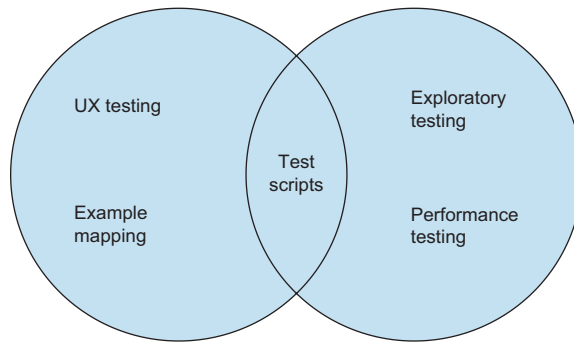 UX testing
Example
mapping
Test
scripts
Exploratory
testing
Performance
testing